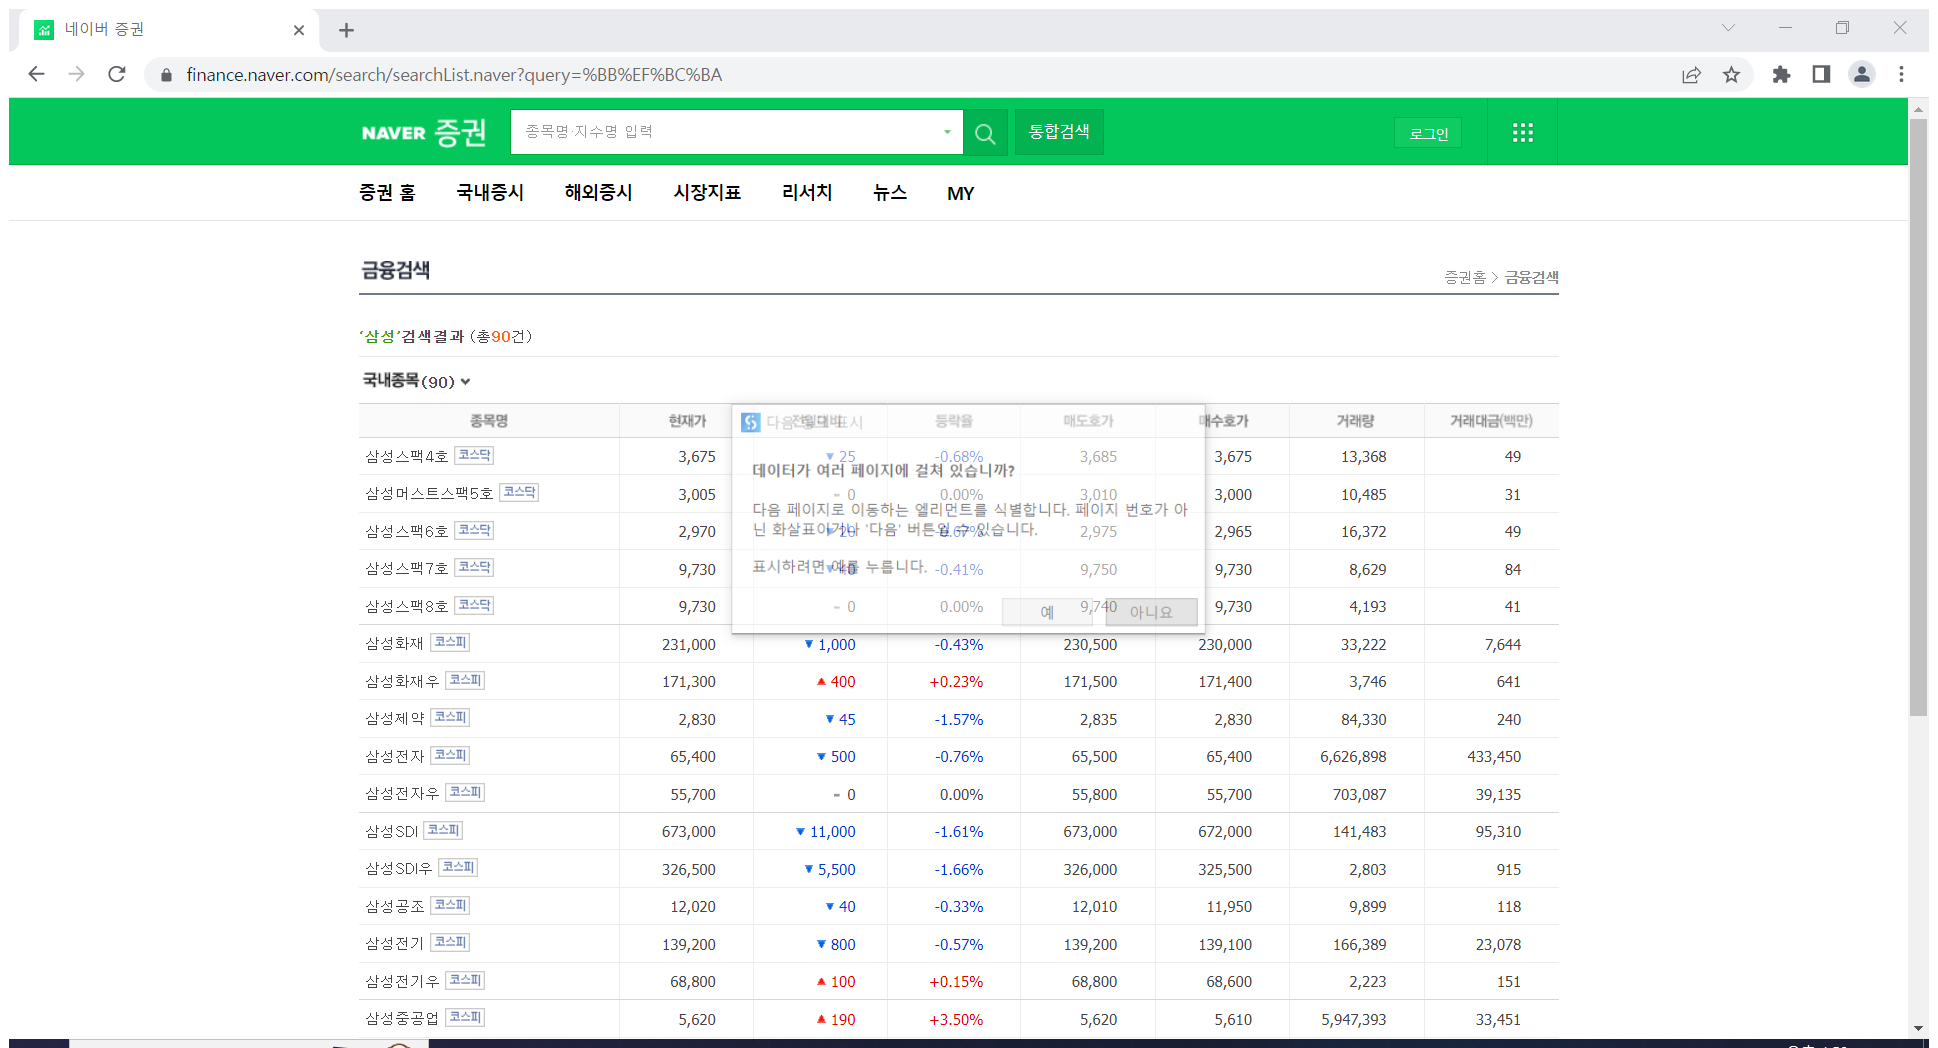 네이버 증권
finance.naver.com/search/searchList.naver?query=%BB%EF%BC%BA
NAVER 증권
종목명·지수명 입력
통합검색
로그인
증권 홈 국내증시 해외증시 시장지표 리서치 뉴스 MY
금융검색
증권홈 > 금융검색
‘삼성’검색결과 (총90건)
국내종목(90)
종목명 현재가 전일대비 등락율 매도호가 매수호가 거래량 거래대금(백만)
삼성스팩4호 코스닥 3,675 ▼ 25 -0.68% 3,685 3,675 13,368 49
삼성머스트스팩5호 코스닥 3,005 - 0 0.00% 3,010 3,000 10,485 31
삼성스팩6호 코스닥 2,970 ▼ 20 -0.67% 2,975 2,965 16,372 49
삼성스팩7호 코스닥 9,730 ▼ 40 -0.41% 9,750 9,730 8,629 84
삼성스팩8호 코스닥 9,730 - 0 0.00% 9,740 9,730 4,193 41
다음 표시
데이터가 여러 페이지에 걸쳐 있습니까?
다음 페이지로 이동하는 엘리먼트를 식별합니다. 페이지 번호가 아
닌 화살표이거나 '다음' 버튼일 수 있습니다.
표시하려면 예를 누릅니다.
예 아니요
삼성화재 코스피 231,000 ▼ 1,000 -0.43% 230,500 230,000 33,222 7,644
삼성화재우 코스피 171,300 ▲ 400 +0.23% 171,500 171,400 3,746 641
삼성제약 코스피 2,830 ▼ 45 -1.57% 2,835 2,830 84,330 240
삼성전자 코스피 65,400 ▼ 500 -0.76% 65,500 65,400 6,626,898 433,450
삼성전자우 코스피 55,700 - 0 0.00% 55,800 55,700 703,087 39,135
삼성SDI 코스피 673,000 ▼ 11,000 -1.61% 673,000 672,000 141,483 95,310
삼성SDI우 코스피 326,500 ▼ 5,500 -1.66% 326,000 325,500 2,803 915
삼성공조 코스피 12,020 ▼ 40 -0.33% 12,010 11,950 9,899 118
삼성전기 코스피 139,200 ▼ 800 -0.57% 139,200 139,100 166,389 23,078
삼성전기우 코스피 68,800 ▲ 100 +0.15% 68,800 68,600 2,223 151
삼성중공업 코스피 5,620 ▲ 190 +3.50% 5,620 5,610 5,947,393 33,451